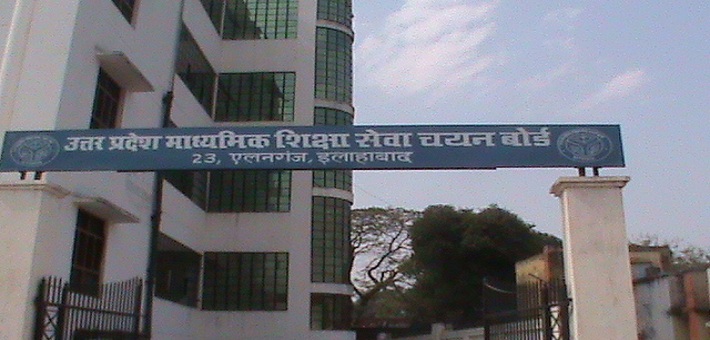 उत्तर प्रदेश माध्यमिक शिक्षा सेवा चयन बोर्ड
23, एलनगंज, इलाहाबाद